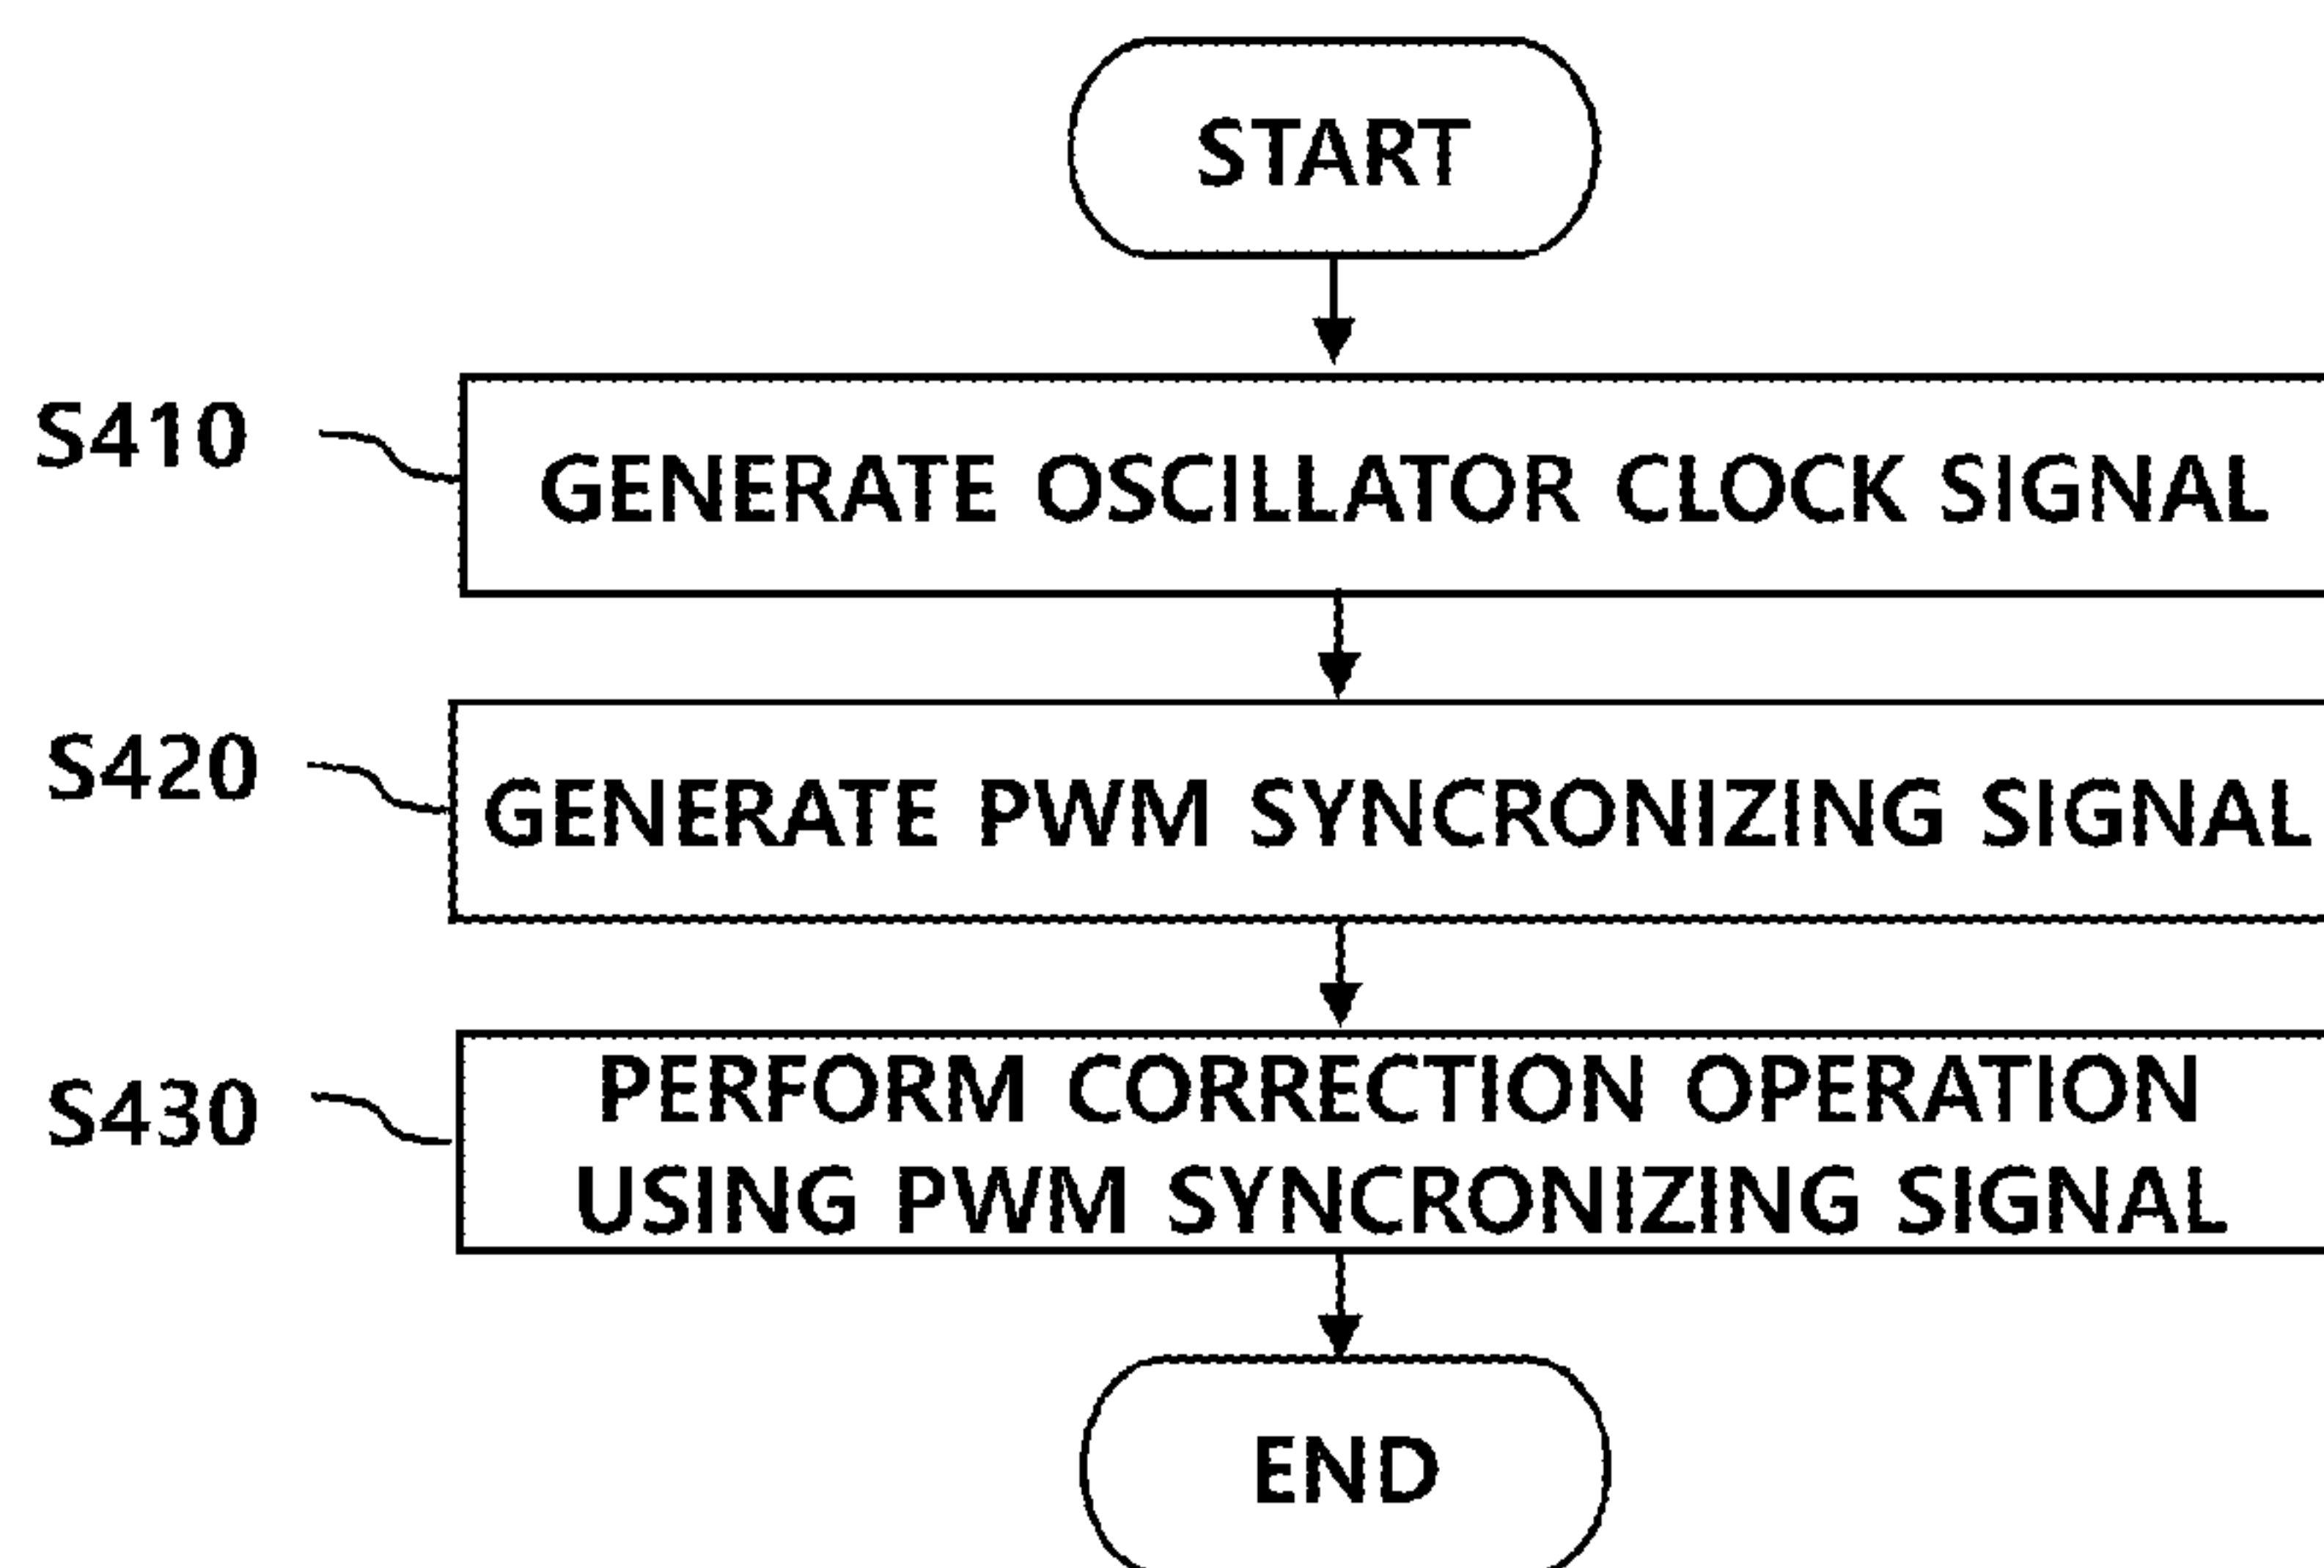 START
S410
GENERATE OSCILLATOR CLOCK SIGNAL
S420
GENERATE PWM SYNCRONIZING SIGNAL
S430
PERFORM CORRECTION OPERATION
USING PWM SYNCRONIZING SIGNAL
END